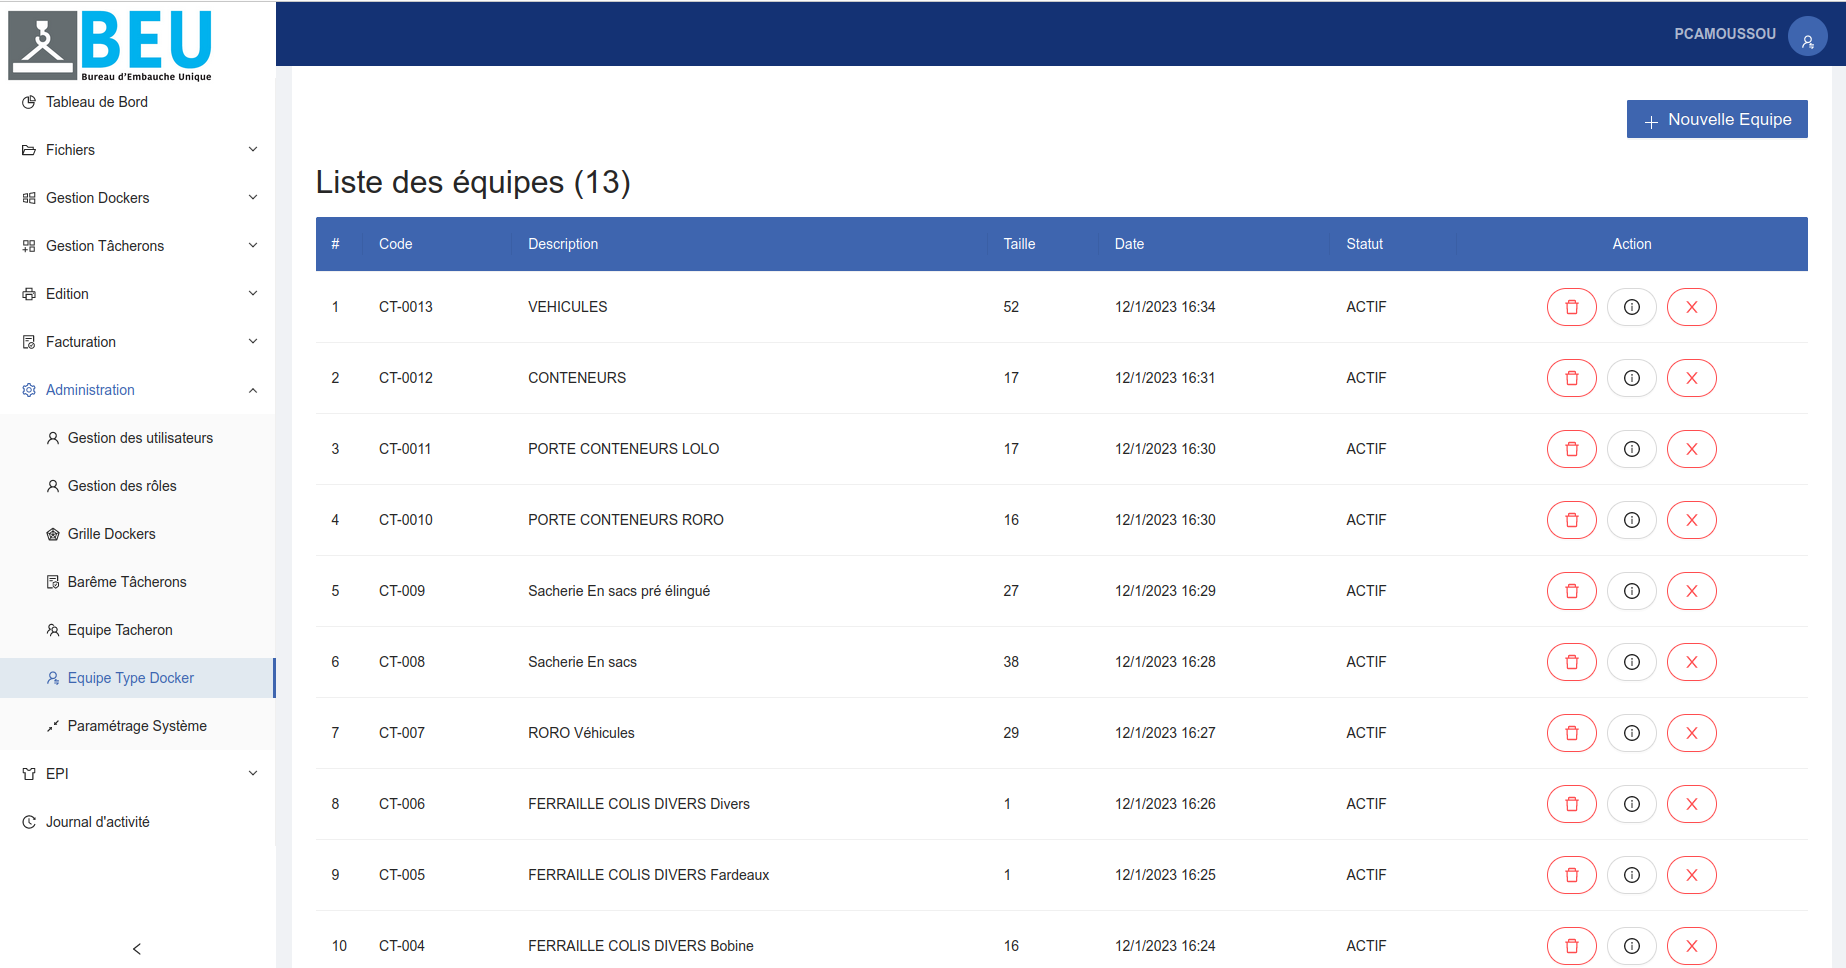 BEU
Bureau d'Embauche Unique
PCAMOUSSOU
Tableau de Bord
Fichiers
Gestion Dockers
Gestion Tâcherons
Edition
Facturation
Administration
Gestion des utilisateurs
Gestion des rôles
Grille Dockers
Barême Tâcherons
Equipe Tacheron
Equipe Type Docker
Paramétrage Système
EPI
Journal d'activité
Nouvelle Equipe
Liste des équipes (13)
# Code Description Taille Date Statut Action
1 CT-0013 VEHICULES 52 12/1/2023 16:34 ACTIF
2 CT-0012 CONTENEURS 17 12/1/2023 16:31 ACTIF
3 CT-0011 PORTE CONTENEURS LOLO 17 12/1/2023 16:30 ACTIF
4 CT-0010 PORTE CONTENEURS RORO 16 12/1/2023 16:30 ACTIF
5 CT-009 Sacherie En sacs pré élingué 27 12/1/2023 16:29 ACTIF
6 CT-008 Sacherie En sacs 38 12/1/2023 16:28 ACTIF
7 CT-007 RORO Véhicules 29 12/1/2023 16:27 ACTIF
8 CT-006 FERRAILLE COLIS DIVERS Divers 1 12/1/2023 16:26 ACTIF
9 CT-005 FERRAILLE COLIS DIVERS Fardeaux 1 12/1/2023 16:25 ACTIF
10 CT-004 FERRAILLE COLIS DIVERS Bobine 16 12/1/2023 16:24 ACTIF